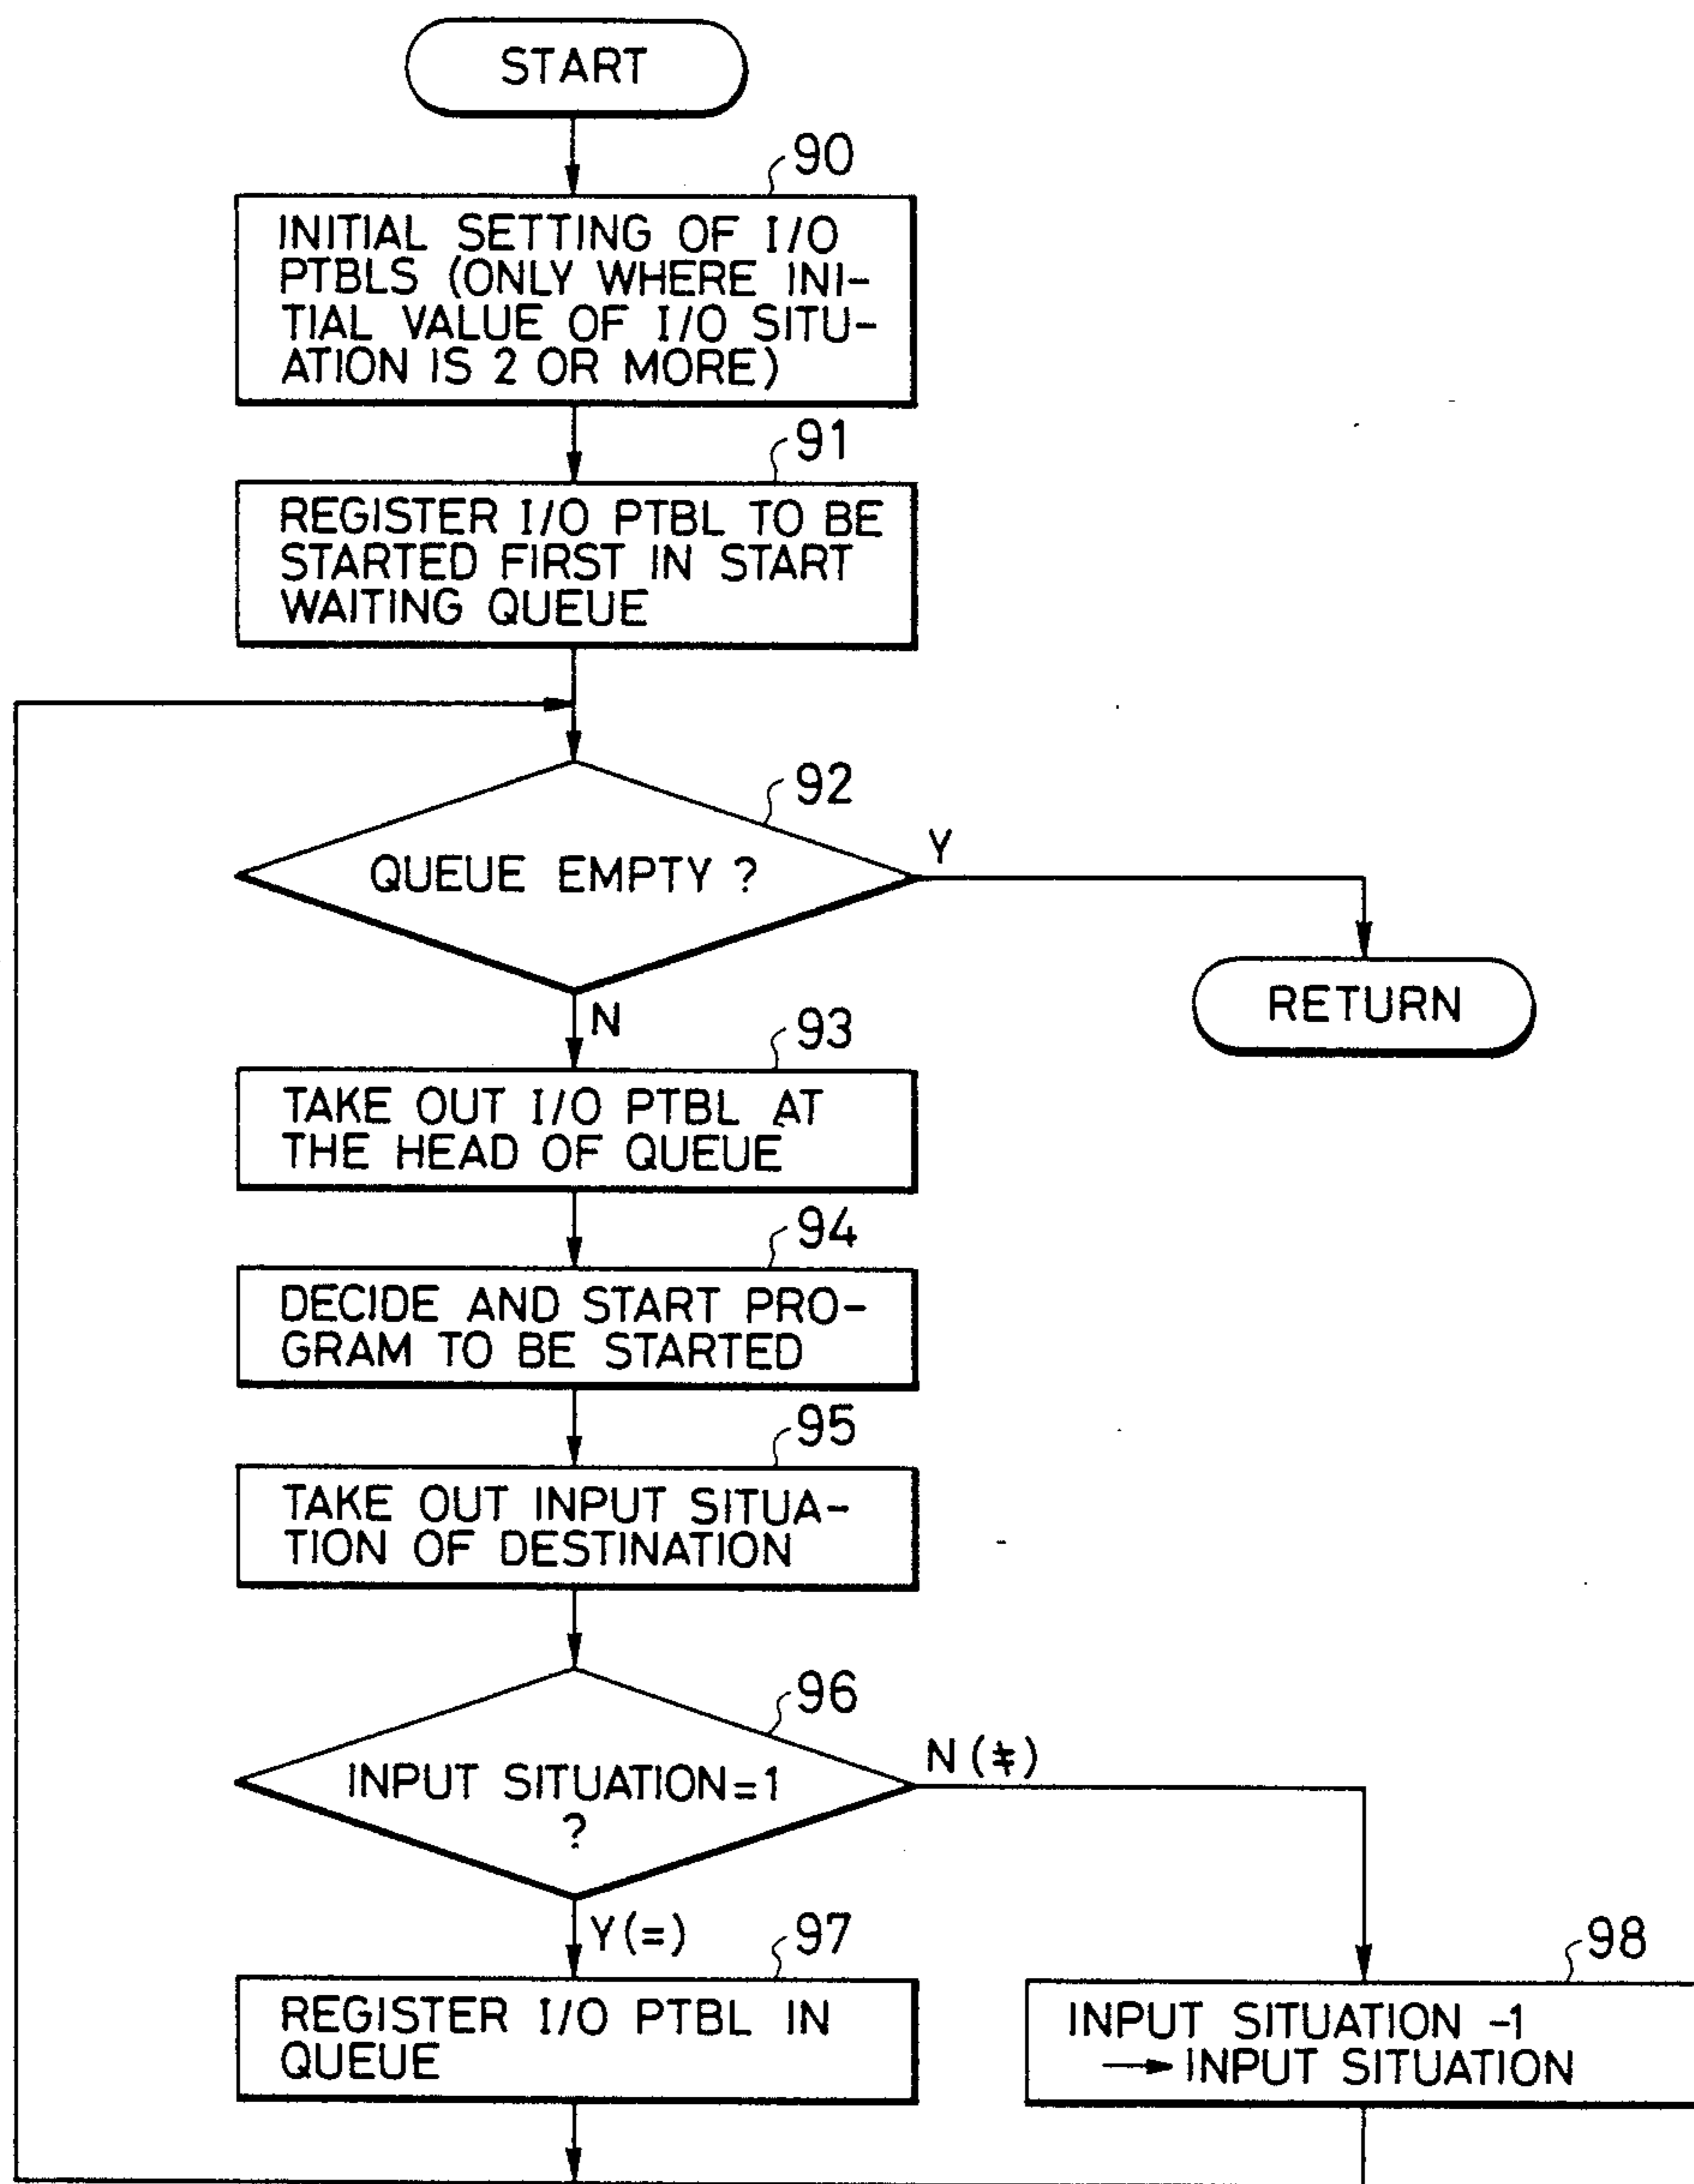 START
90
INITIAL SETTING OF I/O
PTBLS (ONLY WHERE INI-
TIAL VALUE OF I/O SITU-
ATION IS 2 OR MORE)
91
REGISTER I/O PTBL TO BE
STARTED FIRST IN START
WAITING QUEUE
92
QUEUE EMPTY ?
Y
RETURN
N
93
TAKE OUT I/O PTBL AT
THE HEAD OF QUEUE
94
DECIDE AND START PRO-
GRAM TO BE STARTED
95
TAKE OUT INPUT SITUA-
TION OF DESTINATION
96
INPUT SITUATION=1
?
N (≠)
Y(=)
97
REGISTER I/O PTBL IN
QUEUE
98
INPUT SITUATION -1
→ INPUT SITUATION